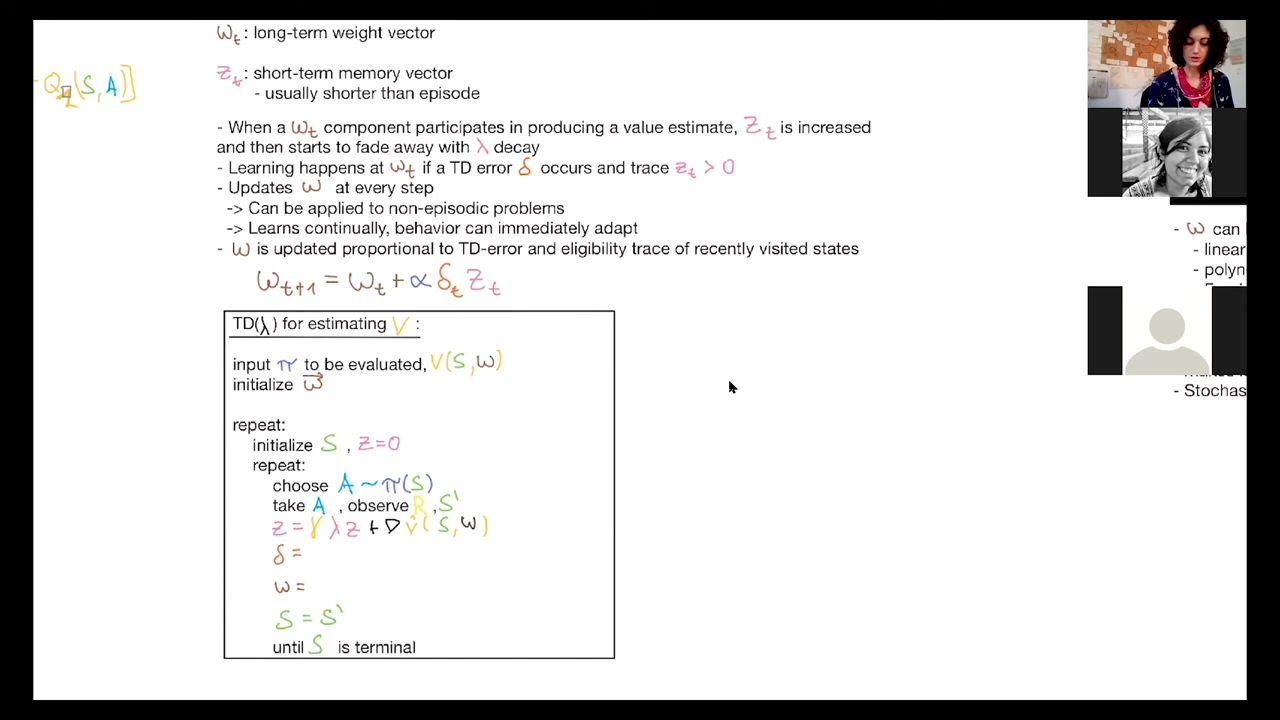 ω_t : long-term weight vector
Q_q(S, A)]
z_t : short-term memory vector
- usually shorter than episode
- When a ω_t component participates in producing a value estimate, z_t is increased
and then starts to fade away with λ decay
- Learning happens at ω_t if a TD error δ occurs and trace z_t > 0
- Updates ω at every step
-> Can be applied to non-episodic problems
-> Learns continually, behavior can immediately adapt
- ω is updated proportional to TD-error and eligibility trace of recently visited states
ω_{t+1} = ω_t + α δ_t z_t
TD(λ) for estimating V :
input π to be evaluated, V(S, ω)
initialize ω⃗
repeat:
initialize S , z=0
repeat:
choose A ~ π(S)
take A , observe R , S'
z = γ λ z + ∇ v̂(S, ω)
δ =
ω =
S = S'
until S is terminal
- ω can
- linear
- polyn
- Stochas